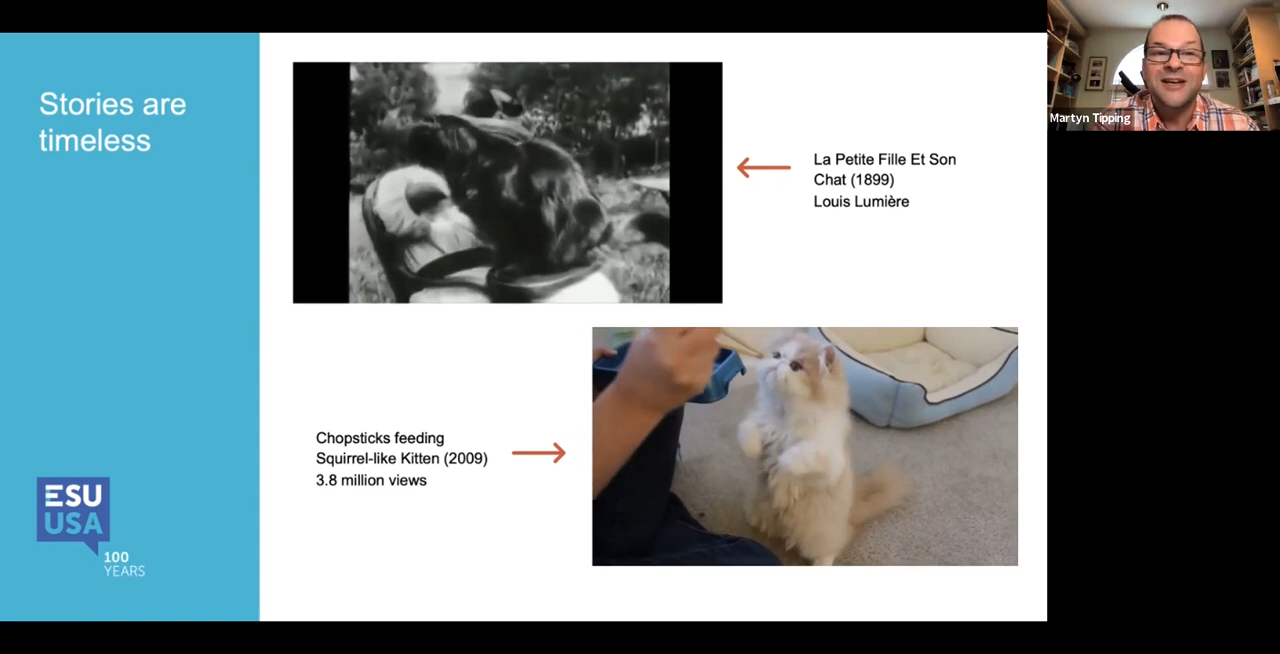 Stories are
timeless
La Petite Fille Et Son
Chat (1899)
Louis Lumière
Chopsticks feeding
Squirrel-like Kitten (2009)
3.8 million views
ESU
USA
100
YEARS
Martyn Tipping